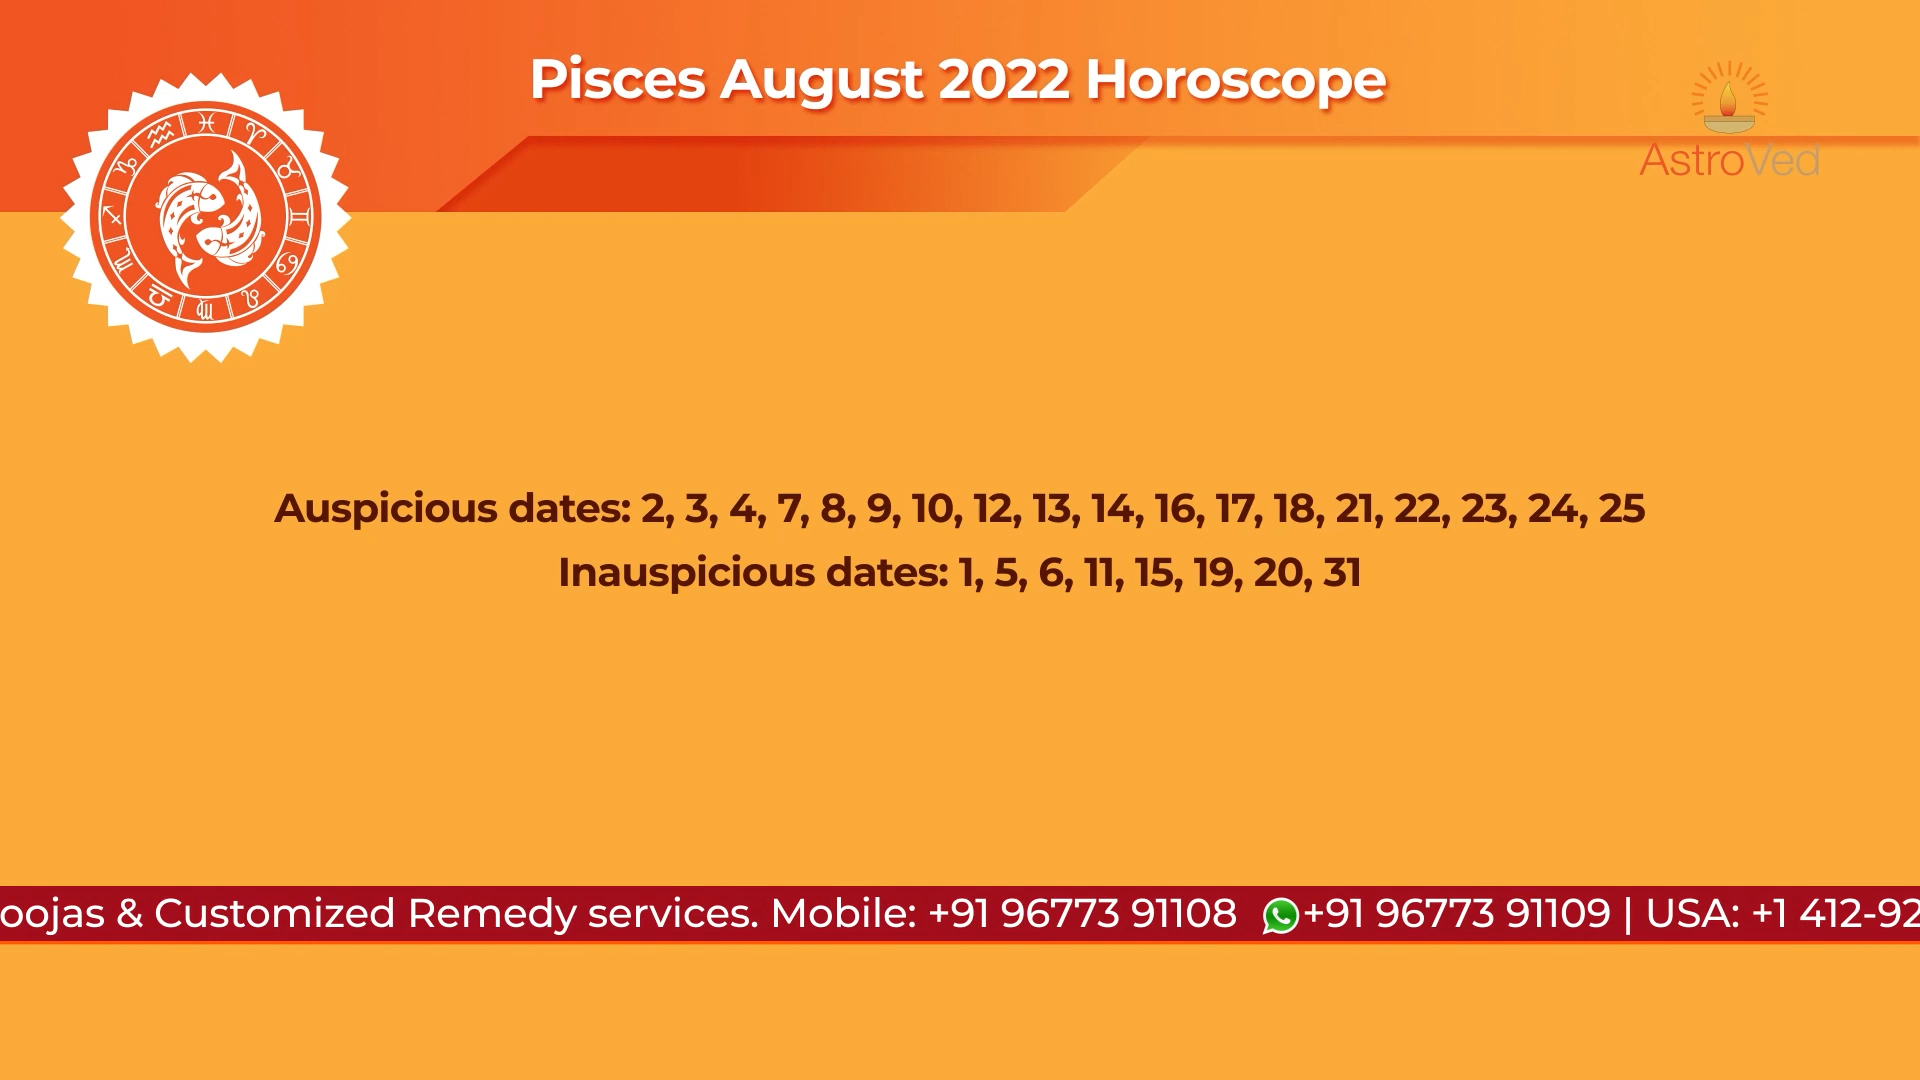 Pisces August 2022 Horoscope
AstroVed
Auspicious dates: 2, 3, 4, 7, 8, 9, 10, 12, 13, 14, 16, 17, 18, 21, 22, 23, 24, 25
Inauspicious dates: 1, 5, 6, 11, 15, 19, 20, 31
oojas & Customized Remedy services. Mobile: +91 96773 91108 +91 96773 91109 | USA: +1 412-92